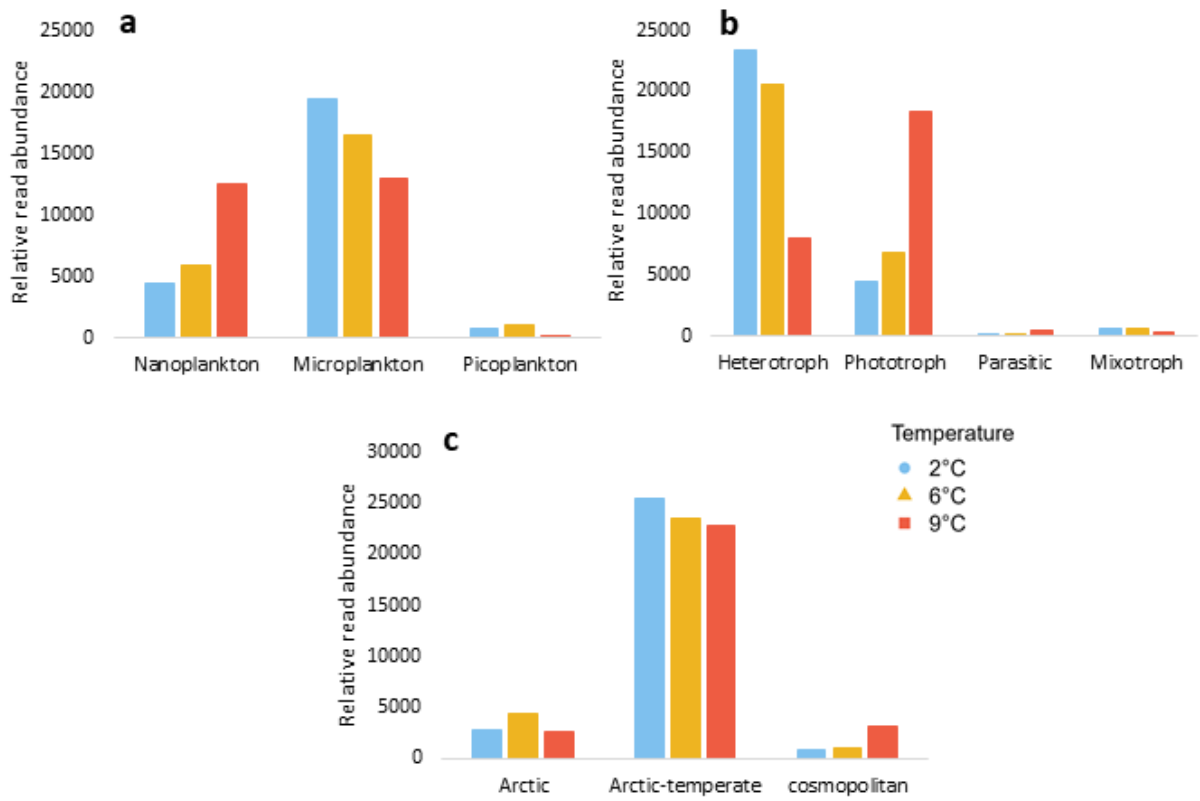 a
25000
20000
15000
10000
5000
0
Relative read abundance
Nanoplankton Microplankton Picoplankton
b
25000
20000
15000
10000
5000
0
Relative read abundance
Heterotroph Phototroph Parasitic Mixotroph
c
30000
25000
20000
15000
10000
5000
0
Relative read abundance
Arctic Arctic-temperate cosmopolitan
Temperature
2°C
6°C
9°C